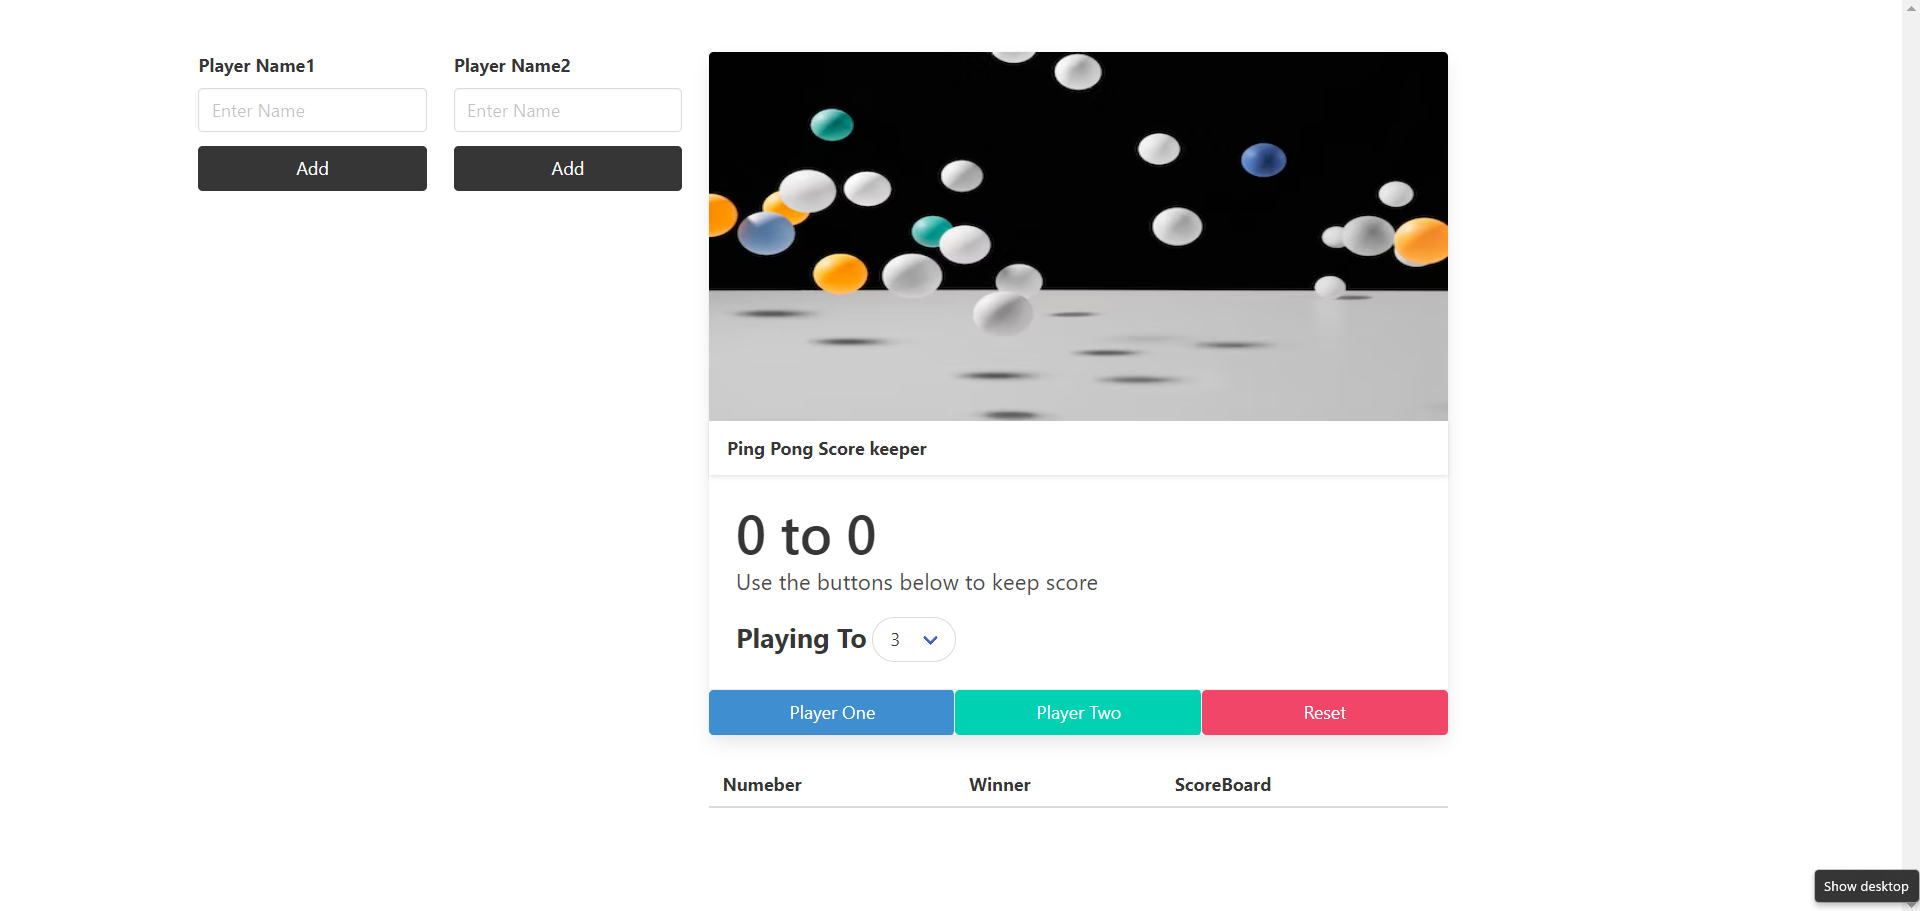 Player Name1
Player Name2
Enter Name
Enter Name
Add
Add
Ping Pong Score keeper
0 to 0
Use the buttons below to keep score
Playing To 3
Player One
Player Two
Reset
Numeber
Winner
ScoreBoard
Show desktop